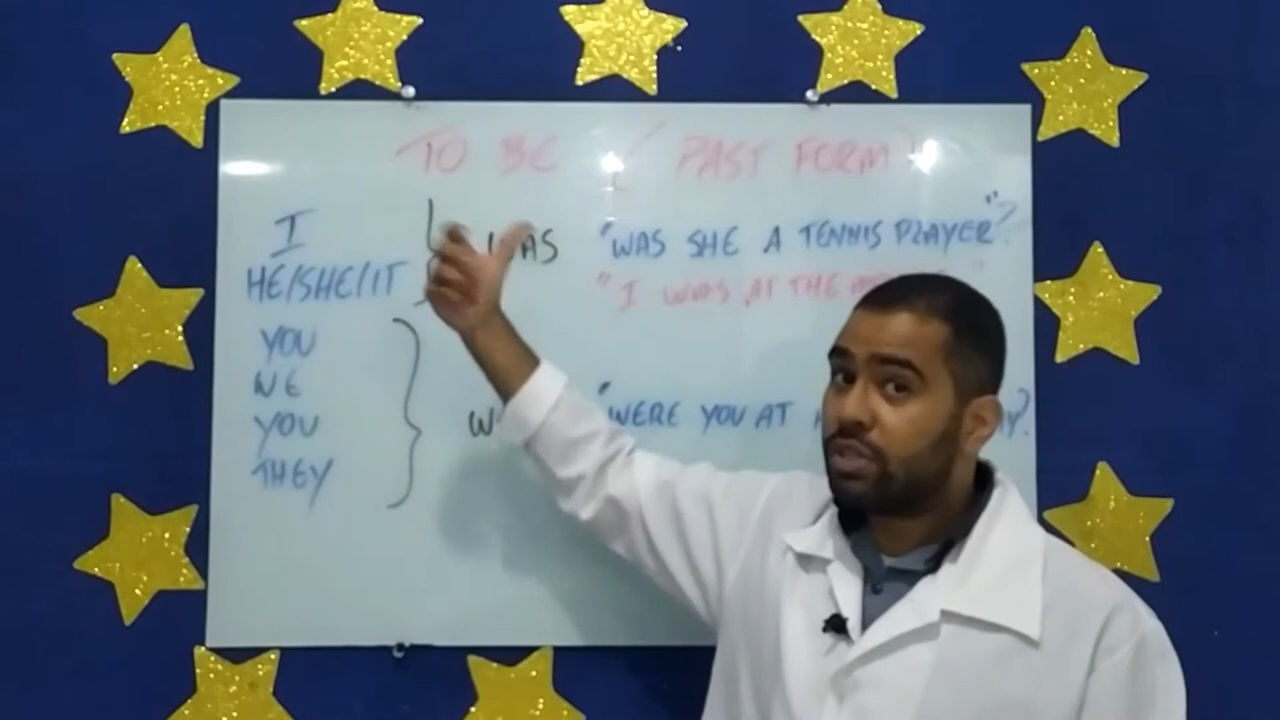 TO BE ( PAST FORM )
I
HE/SHE/IT
WAS
"WAS SHE A TENNIS PLAYER"?
"I WAS AT THE
YOU
WE
YOU
THEY
"WERE YOU AT